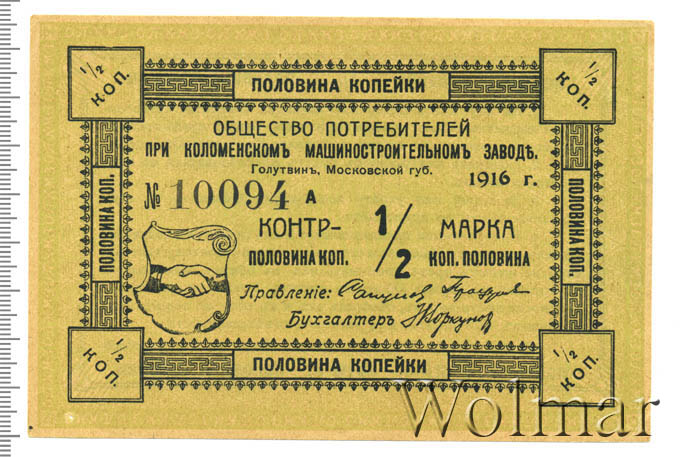 1/2 КОП.
ПОЛОВИНА КОПЕЙКИ
1/2 КОП.
ОБЩЕСТВО ПОТРЕБИТЕЛЕЙ
ПРИ КОЛОМЕНСКОМЪ МАШИНОСТРОИТЕЛЬНОМЪ ЗАВОДѢ.
Голутвинъ, Московской губ.
1916 г.
№ 10094 А
ПОЛОВИНА КОП.
ПОЛОВИНА КОП.
КОНТР- 1/2 МАРКА
ПОЛОВИНА КОП. КОП. ПОЛОВИНА
Правленіе:
Бухгалтеръ
1/2 КОП.
ПОЛОВИНА КОПЕЙКИ
1/2 КОП.
Wolmar